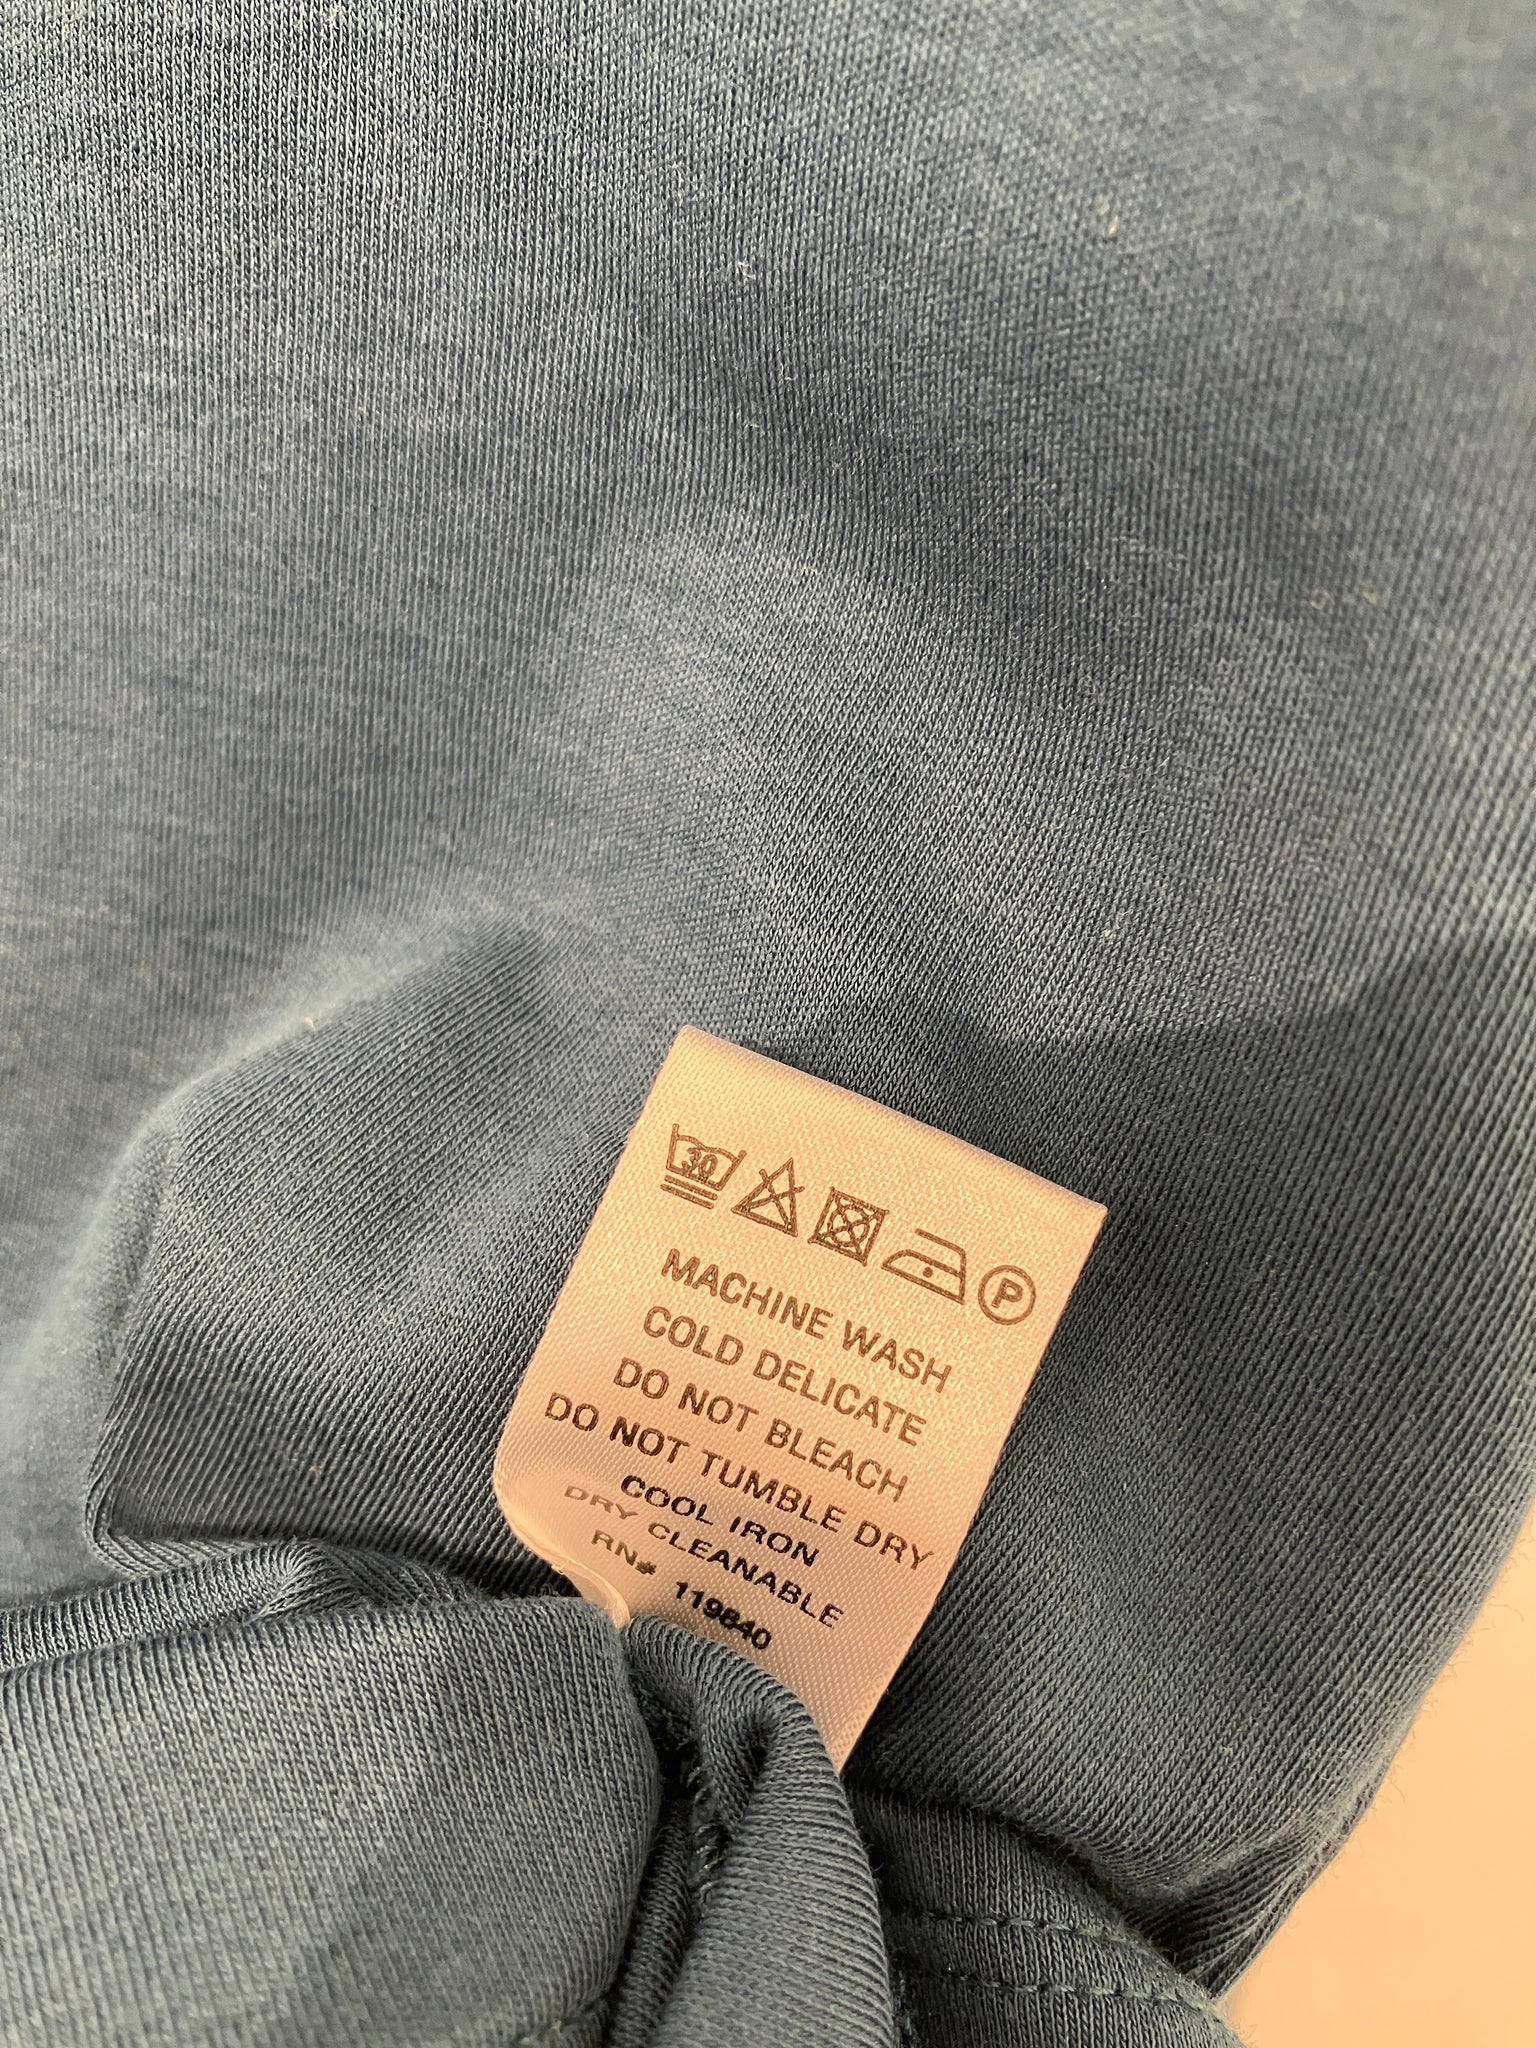 30 P
MACHINE WASH
COLD DELICATE
DO NOT BLEACH
DO NOT TUMBLE DRY
COOL IRON
DRY CLEANABLE
RN# 119840